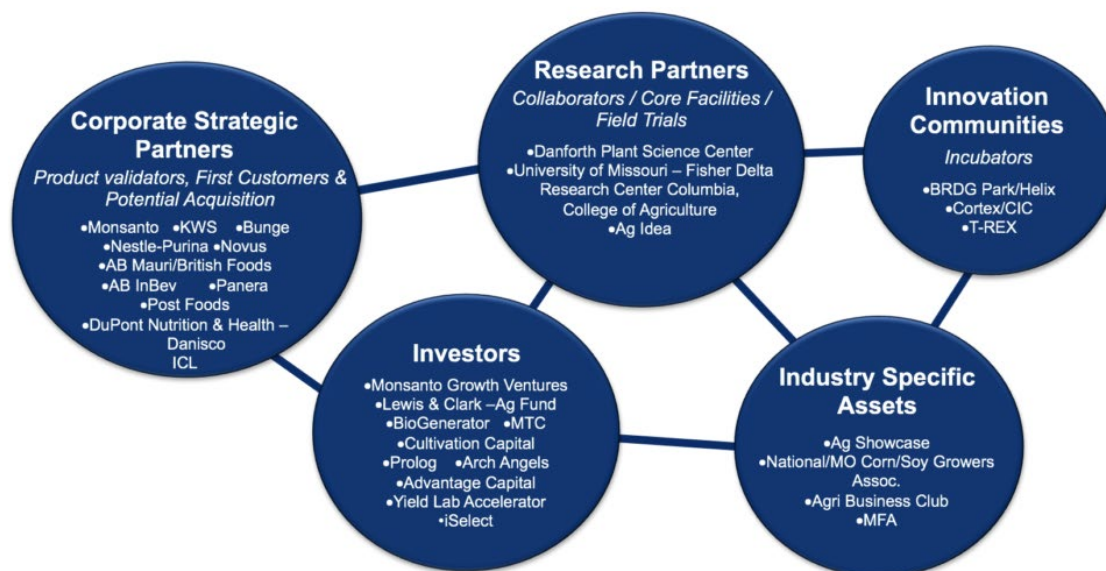 Corporate Strategic
Partners
Product validators, First Customers &
Potential Acquisition
•Monsanto •KWS •Bunge
•Nestle-Purina •Novus
•AB Mauri/British Foods
•AB InBev •Panera
•Post Foods
•DuPont Nutrition & Health –
Danisco
ICL
Research Partners
Collaborators / Core Facilities /
Field Trials
•Danforth Plant Science Center
•University of Missouri – Fisher Delta
Research Center Columbia,
College of Agriculture
•Ag Idea
Innovation
Communities
Incubators
•BRDG Park/Helix
•Cortex/CIC
•T-REX
Investors
•Monsanto Growth Ventures
•Lewis & Clark –Ag Fund
•BioGenerator •MTC
•Cultivation Capital
•Prolog •Arch Angels
•Advantage Capital
•Yield Lab Accelerator
•iSelect
Industry Specific
Assets
•Ag Showcase
•National/MO Corn/Soy Growers
Assoc.
•Agri Business Club
•MFA